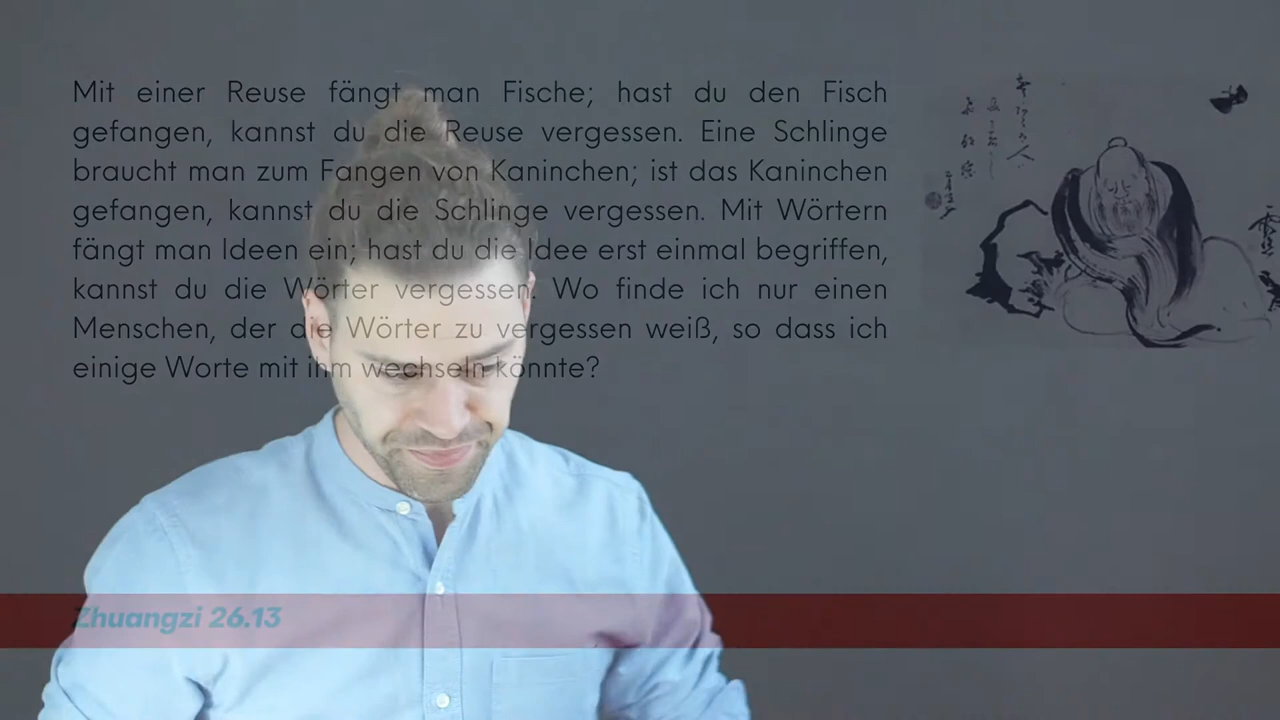 Mit einer Reuse fängt man Fische; hast du den Fisch
gefangen, kannst du die Reuse vergessen. Eine Schlinge
braucht man zum Fangen von Kaninchen; ist das Kaninchen
gefangen, kannst du die Schlinge vergessen. Mit Wörtern
fängt man Ideen ein; hast du die Idee erst einmal begriffen,
kannst du die Wörter vergessen. Wo finde ich nur einen
Menschen, der die Wörter zu vergessen weiß, so dass ich
einige Worte mit ihm wechseln könnte?
Zhuangzi 26.13